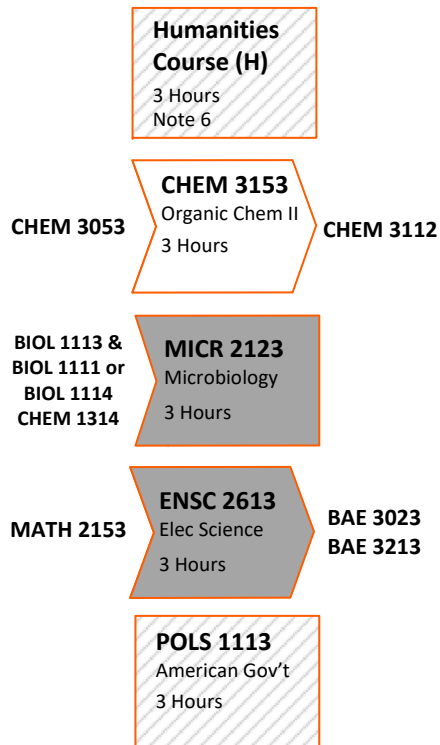 Humanities
Course (H)
3 Hours
Note 6
CHEM 3053
CHEM 3153
Organic Chem II
3 Hours
CHEM 3112
BIOL 1113 &
BIOL 1111 or
BIOL 1114
CHEM 1314
MICR 2123
Microbiology
3 Hours
MATH 2153
ENSC 2613
Elec Science
3 Hours
BAE 3023
BAE 3213
POLS 1113
American Gov't
3 Hours